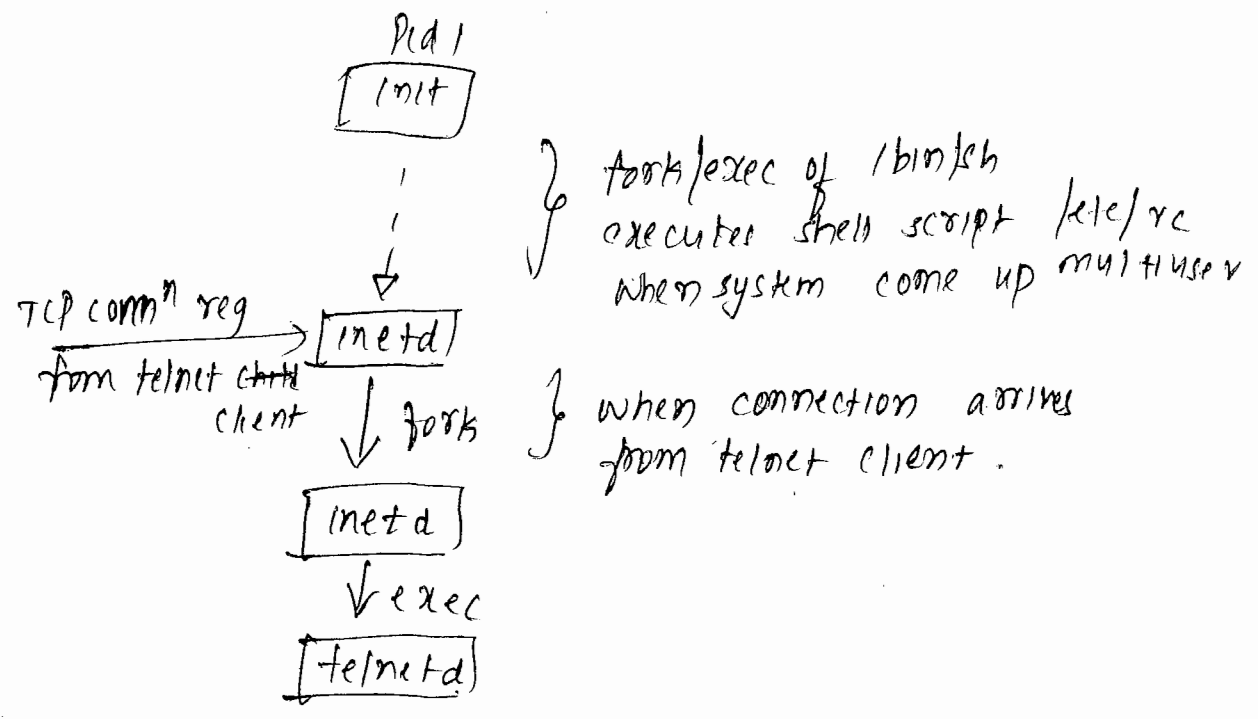 Pid 1
init
fork/exec of /bin/sh
executes shell script /etc/rc
when system come up multiuser
TCP connⁿ req
from telnet client
inetd
fork
when connection arrives
from telnet client.
inetd
exec
telnetd